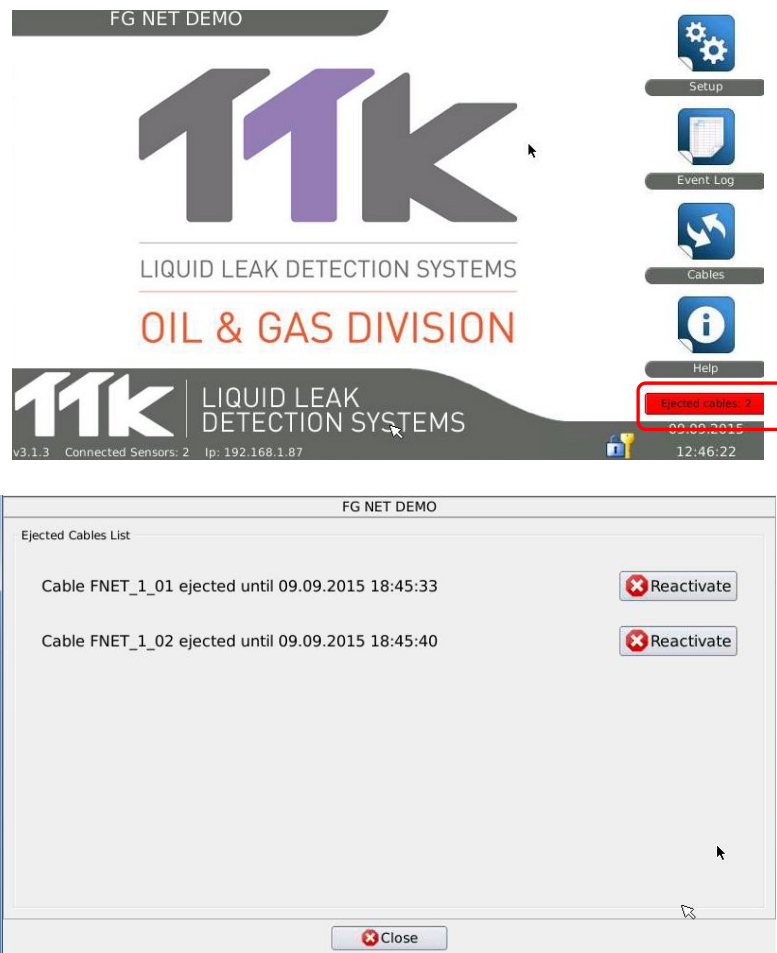 FG NET DEMO
TTK
LIQUID LEAK DETECTION SYSTEMS
OIL & GAS DIVISION
Setup
Event Log
Cables
Help
Ejected cables: 2
09.09.2015
12:46:22
TTK
LIQUID LEAK
DETECTION SYSTEMS
v3.1.3 Connected Sensors: 2 Ip: 192.168.1.87
FG NET DEMO
Ejected Cables List
Cable FNET_1_01 ejected until 09.09.2015 18:45:33 Reactivate
Cable FNET_1_02 ejected until 09.09.2015 18:45:40 Reactivate
Close